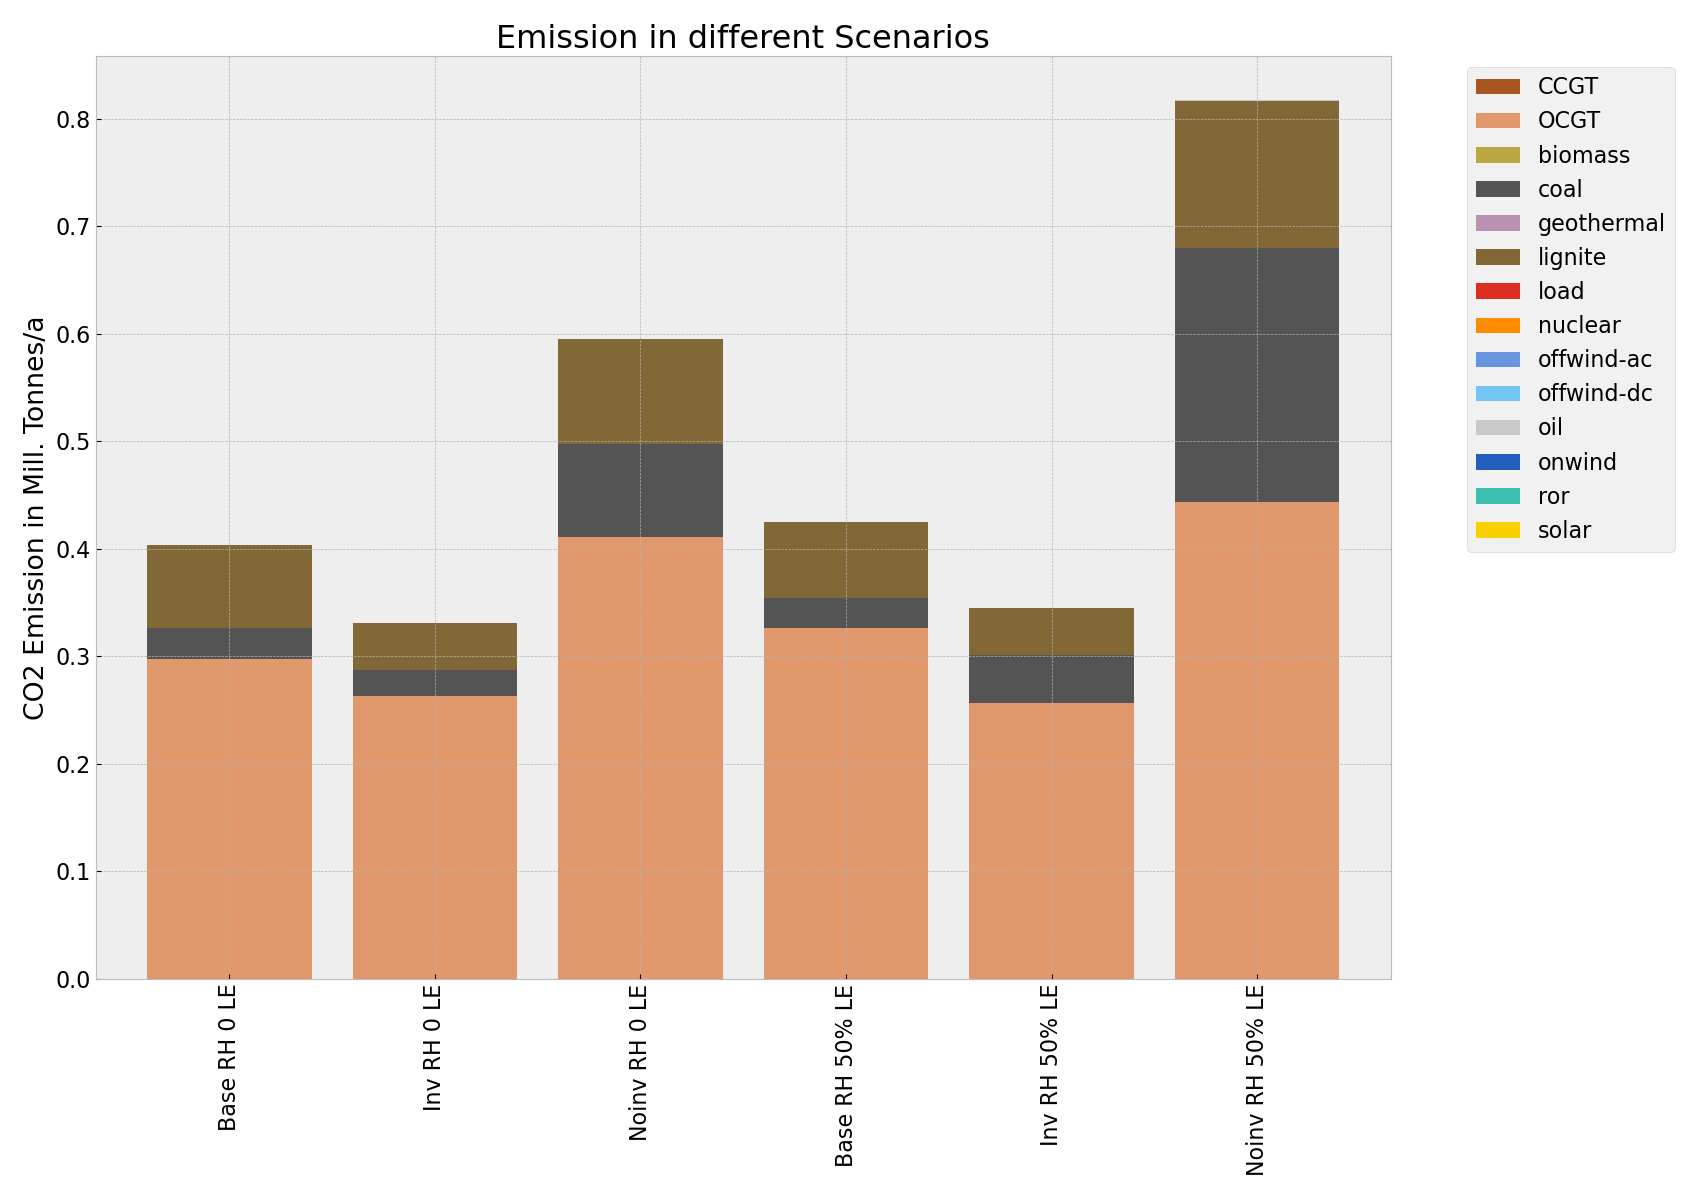 Emission in different Scenarios
CO2 Emission in Mill. Tonnes/a
0.8
0.7
0.6
0.5
0.4
0.3
0.2
0.1
0.0
Base RH 0 LE
Inv RH 0 LE
Noinv RH 0 LE
Base RH 50% LE
Inv RH 50% LE
Noinv RH 50% LE
CCGT
OCGT
biomass
coal
geothermal
lignite
load
nuclear
offwind-ac
offwind-dc
oil
onwind
ror
solar